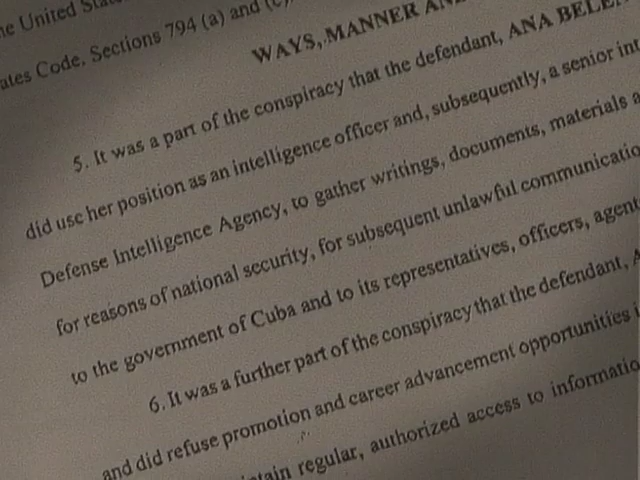 he United Stat
ates Code, Sections 794 (a) and (c),
WAYS, MANNER AN
5. It was a part of the conspiracy that the defendant, ANA BELE
did use her position as an intelligence officer and, subsequently, a senior int
Defense Intelligence Agency, to gather writings, documents, materials a
for reasons of national security, for subsequent unlawful communicatio
to the government of Cuba and to its representatives, officers, agent
6. It was a further part of the conspiracy that the defendant, A
and did refuse promotion and career advancement opportunities i
tain regular, authorized access to informatio